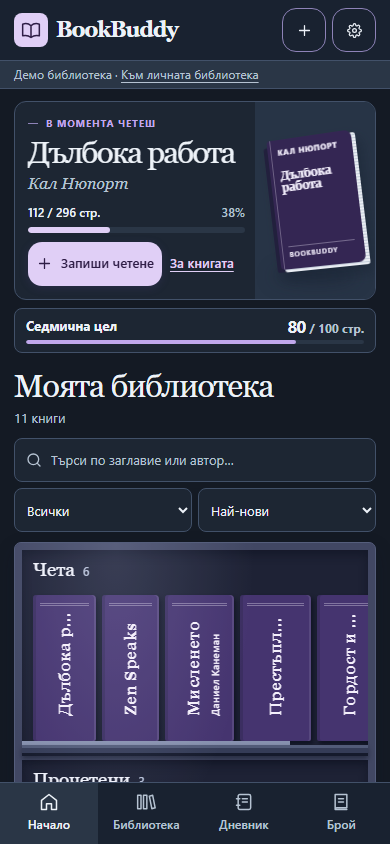 BookBuddy
Демо библиотека · Към личната библиотека
— В МОМЕНТА ЧЕТЕШ
Дълбока работа
Кал Нюпорт
112 / 296 стр.
38%
+ Запиши четене
За книгата
КАЛ НЮПОРТ
Дълбока
работа
BOOKBUDDY
Седмична цел
80 / 100 стр.
Моята библиотека
11 книги
Търси по заглавие или автор...
Всички
Най-нови
Чета 6
Дълбока р...
Zen Speaks
Мисленето
Даниел Канеман
Престъпл...
Гордост и ...
Прочетени 3
Начало
Библиотека
Дневник
Брой